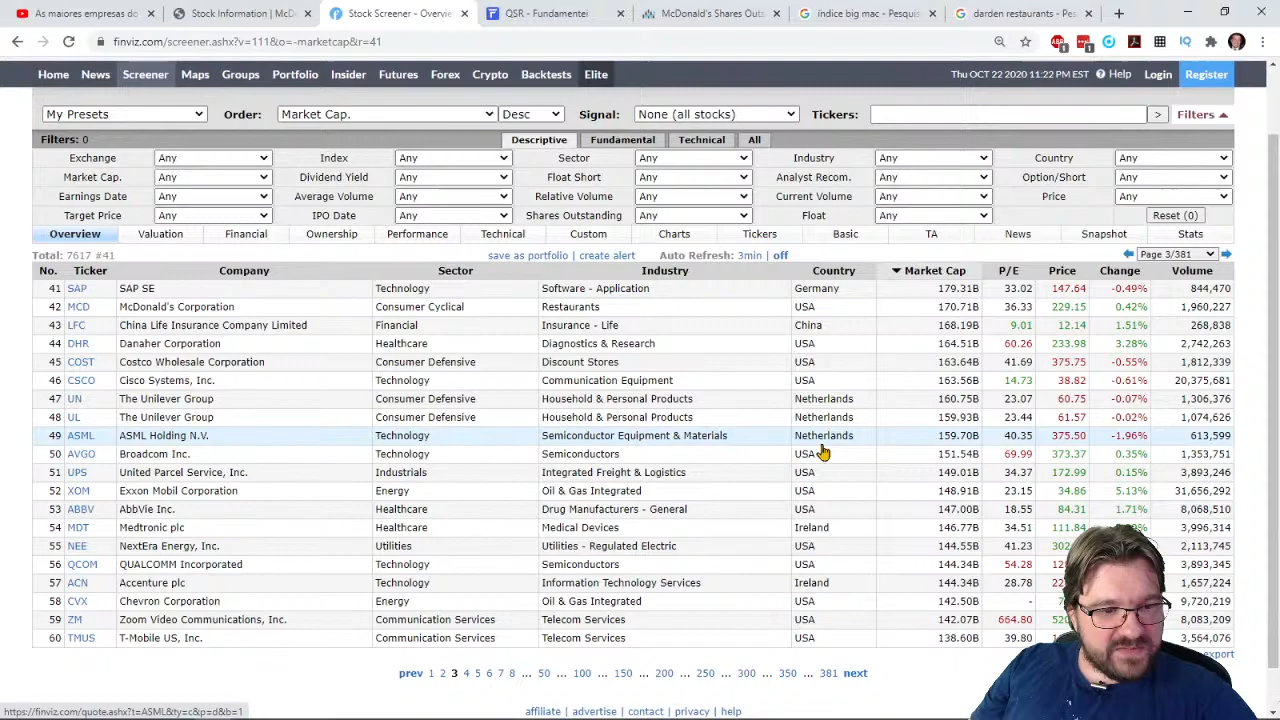 As maiores empresas do
Stock Information | McDo
Stock Screener - Overvie
QSR - Fundamentei
McDonald's Shares Outs
índice big mac - Pesquis
darden restaurants - Pes
finviz.com/screener.ashx?v=111&o=-marketcap&r=41
Home News Screener Maps Groups Portfolio Insider Futures Forex Crypto Backtests Elite Thu OCT 22 2020 11:22 PM EST Help Login Register
My Presets Order: Market Cap. Desc Signal: None (all stocks) Tickers: > Filters
Filters: 0 Descriptive Fundamental Technical All
Exchange Any Index Any Sector Any Industry Any Country Any
Market Cap. Any Dividend Yield Any Float Short Any Analyst Recom. Any Option/Short Any
Earnings Date Any Average Volume Any Relative Volume Any Current Volume Any Price Any
Target Price Any IPO Date Any Shares Outstanding Any Float Any Reset (0)
Overview Valuation Financial Ownership Performance Technical Custom Charts Tickers Basic TA News Snapshot Stats
Total: 7617 #41 save as portfolio | create alert Auto Refresh: 3min | off Page 3/381
No. Ticker Company Sector Industry Country Market Cap P/E Price Change Volume
41 SAP SAP SE Technology Software - Application Germany 179.31B 33.02 147.64 -0.49% 844,470
42 MCD McDonald's Corporation Consumer Cyclical Restaurants USA 170.71B 36.33 229.15 0.42% 1,960,227
43 LFC China Life Insurance Company Limited Financial Insurance - Life China 168.19B 9.01 12.14 1.51% 268,838
44 DHR Danaher Corporation Healthcare Diagnostics & Research USA 164.51B 60.26 233.98 3.28% 2,742,263
45 COST Costco Wholesale Corporation Consumer Defensive Discount Stores USA 163.64B 41.69 375.75 -0.55% 1,812,339
46 CSCO Cisco Systems, Inc. Technology Communication Equipment USA 163.56B 14.73 38.82 -0.61% 20,375,681
47 UN The Unilever Group Consumer Defensive Household & Personal Products Netherlands 160.75B 23.07 60.75 -0.07% 1,306,376
48 UL The Unilever Group Consumer Defensive Household & Personal Products Netherlands 159.93B 23.44 61.57 -0.02% 1,074,626
49 ASML ASML Holding N.V. Technology Semiconductor Equipment & Materials Netherlands 159.70B 40.35 375.50 -1.96% 613,599
50 AVGO Broadcom Inc. Technology Semiconductors USA 151.54B 69.99 373.37 0.35% 1,353,751
51 UPS United Parcel Service, Inc. Industrials Integrated Freight & Logistics USA 149.01B 34.37 172.99 0.15% 3,893,246
52 XOM Exxon Mobil Corporation Energy Oil & Gas Integrated USA 148.91B 23.15 34.86 5.13% 31,656,292
53 ABBV AbbVie Inc. Healthcare Drug Manufacturers - General USA 147.00B 18.55 84.31 1.71% 8,068,510
54 MDT Medtronic plc Healthcare Medical Devices Ireland 146.77B 34.51 111.84 3,996,314
55 NEE NextEra Energy, Inc. Utilities Utilities - Regulated Electric USA 144.55B 41.23 302 2,113,745
56 QCOM QUALCOMM Incorporated Technology Semiconductors USA 144.34B 54.28 3,893,345
57 ACN Accenture plc Technology Information Technology Services Ireland 144.34B 28.78 1,657,224
58 CVX Chevron Corporation Energy Oil & Gas Integrated USA 142.50B - 9,720,219
59 ZM Zoom Video Communications, Inc. Communication Services Telecom Services USA 142.07B 664.80 8,083,209
60 TMUS T-Mobile US, Inc. Communication Services Telecom Services USA 138.60B 39.80 3,564,076
export
prev 1 2 3 4 5 6 7 8 ... 50 ... 100 ... 150 ... 200 ... 250 ... 300 ... 350 ... 381 next
affiliate | advertise | contact | privacy | help
https://finviz.com/quote.ashx?t=ASML&ty=c&p=d&b=1